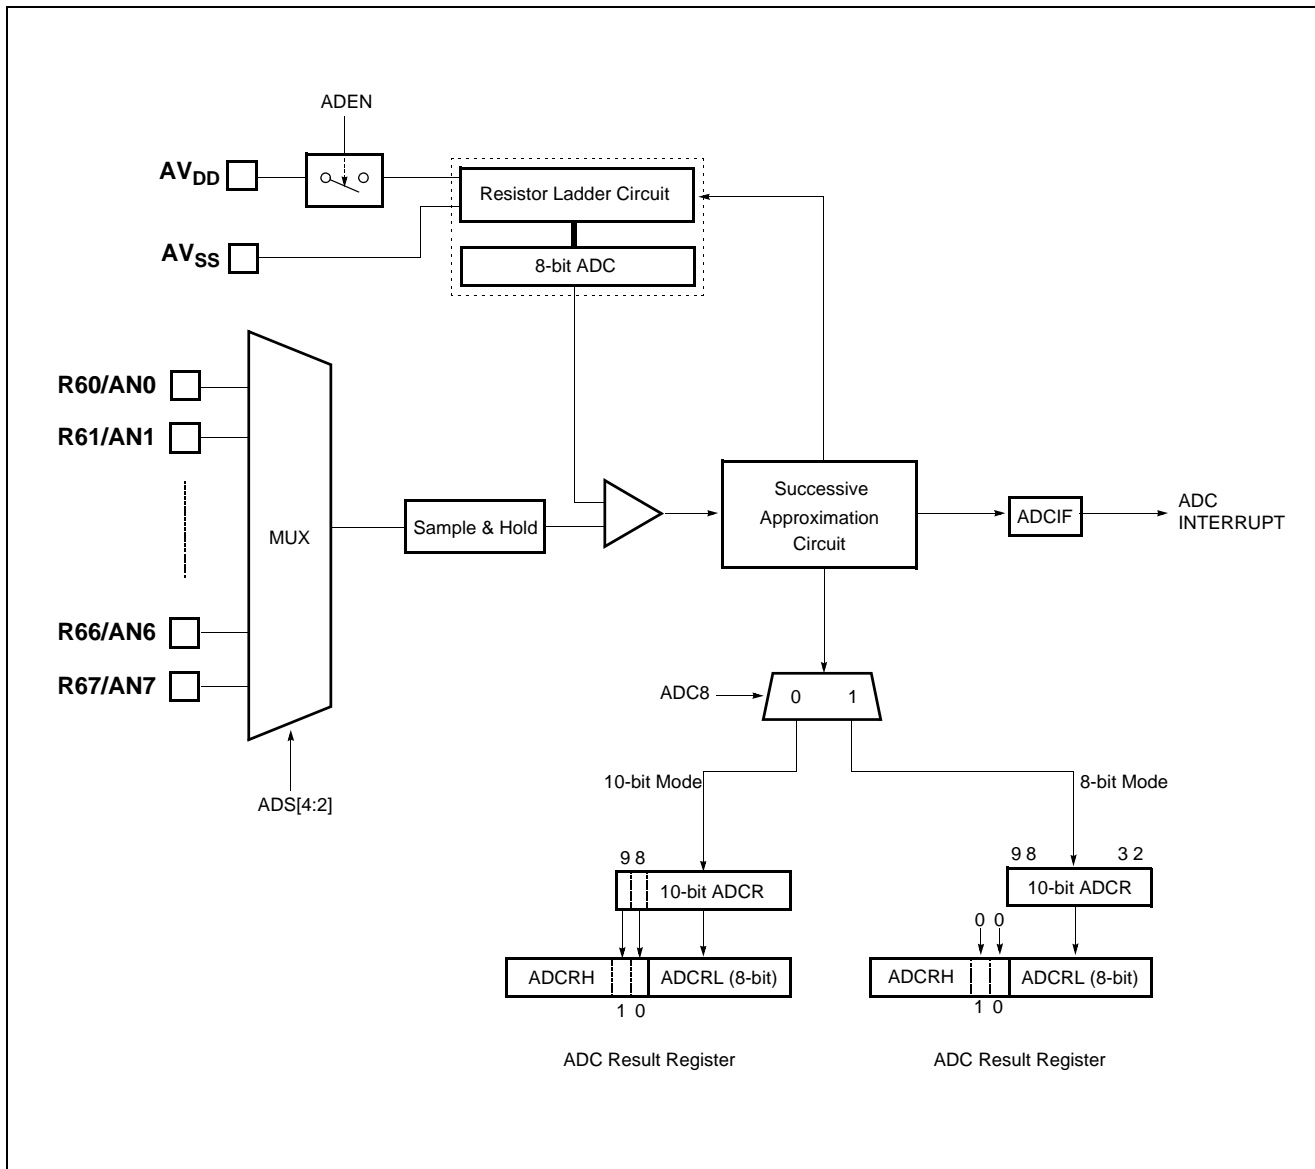 ADEN
AVDD
Resistor Ladder Circuit
AVSS
8-bit ADC
R60/AN0
R61/AN1
Successive
Approximation
Circuit
ADCIF
ADC
INTERRUPT
MUX
Sample & Hold
R66/AN6
R67/AN7
ADC8
0 1
10-bit Mode
8-bit Mode
ADS[4:2]
9 8
10-bit ADCR
9 8 3 2
10-bit ADCR
0 0
ADCRH
ADCRL (8-bit)
1 0
ADCRH
ADCRL (8-bit)
1 0
ADC Result Register
ADC Result Register